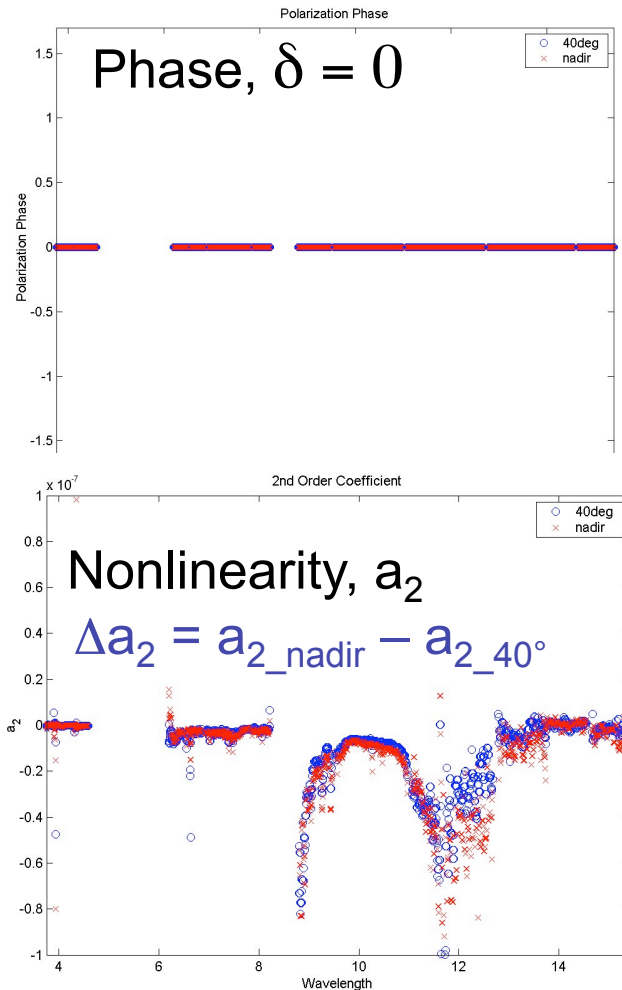 Polarization Phase
Phase, δ = 0
40deg
nadir
1.5
1
0.5
0
-0.5
-1
-1.5
Polarization Phase
x 10^-7
2nd Order Coefficient
40deg
nadir
Nonlinearity, a₂
Δa₂ = a₂_nadir – a₂_40°
1
0.8
0.6
0.4
0.2
0
-0.2
-0.4
-0.6
-0.8
-1
a₂
4 6 8 10 12 14
Wavelength